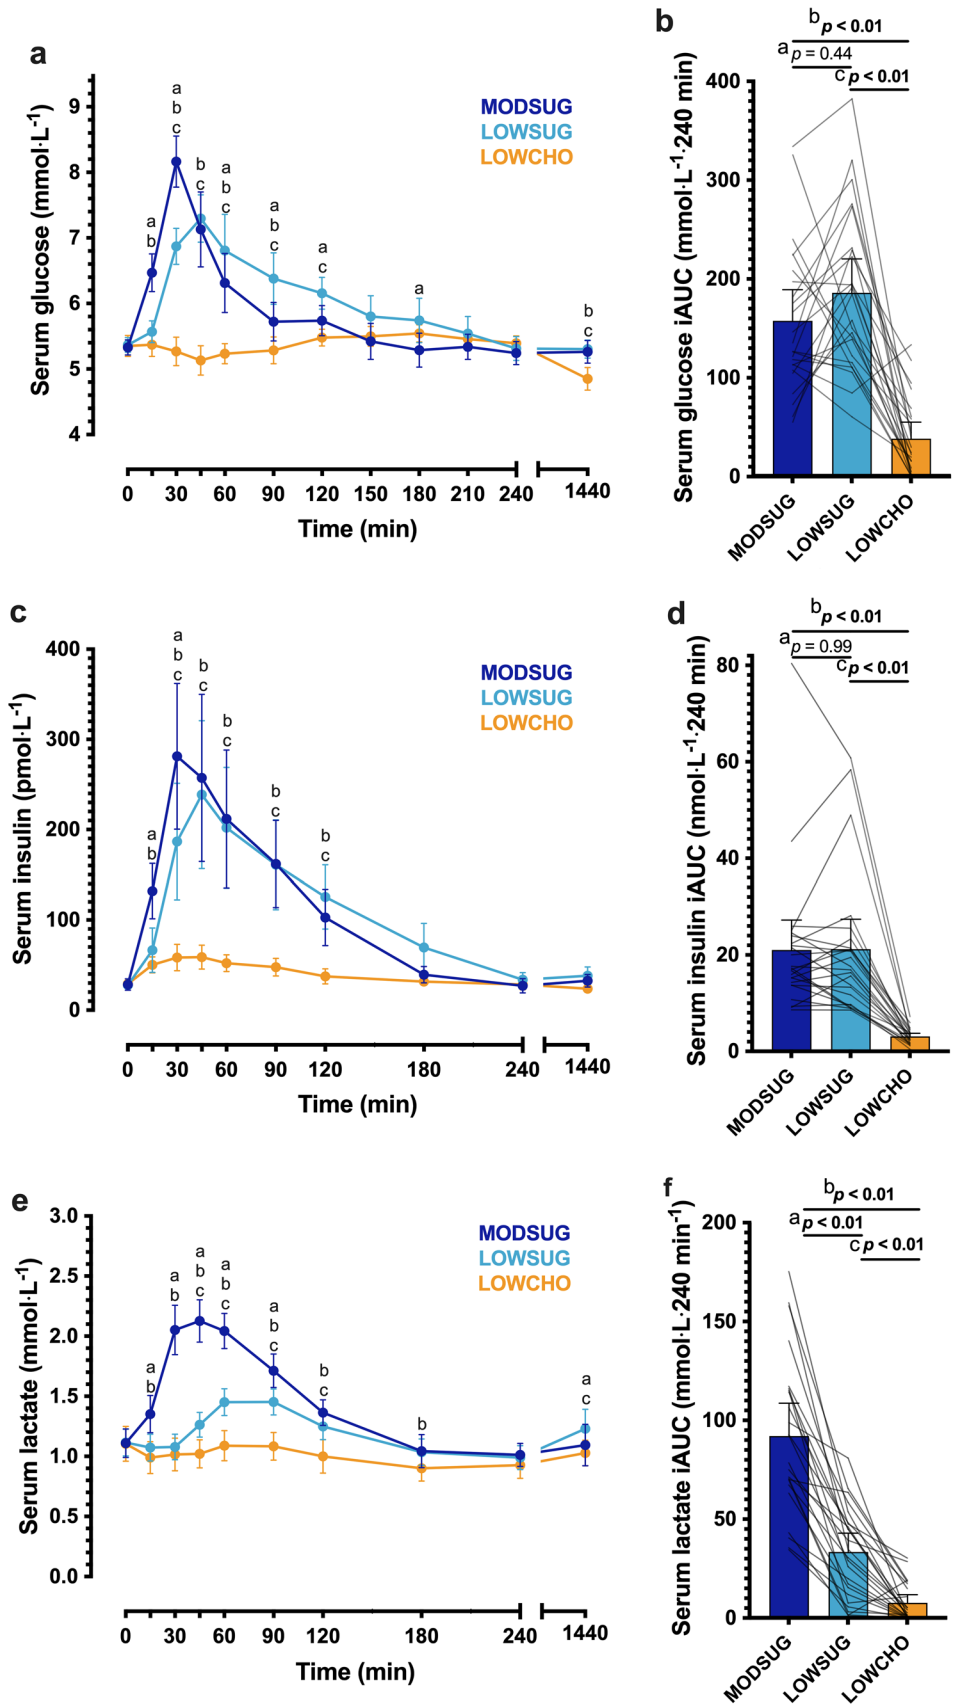 a
Serum glucose (mmol·L⁻¹)
9
8
7
6
5
4
MODSUG
LOWSUG
LOWCHO
a
b
a
b
c
b
c
a
b
c
a
b
c
a
c
a
b
c
0 30 60 90 120 150 180 210 240 1440
Time (min)
b
b p < 0.01
a p = 0.44
c p < 0.01
Serum glucose iAUC (mmol·L⁻¹·240 min)
400
300
200
100
0
MODSUG
LOWSUG
LOWCHO
c
Serum insulin (pmol·L⁻¹)
400
300
200
100
0
MODSUG
LOWSUG
LOWCHO
a
b
a
b
c
b
c
b
c
b
c
b
c
0 30 60 90 120 180 240 1440
Time (min)
d
b p < 0.01
a p = 0.99
c p < 0.01
Serum insulin iAUC (nmol·L⁻¹·240 min)
80
60
40
20
0
MODSUG
LOWSUG
LOWCHO
e
Serum lactate (mmol·L⁻¹)
3.0
2.5
2.0
1.5
1.0
0.5
0.0
MODSUG
LOWSUG
LOWCHO
a
b
a
b
a
b
c
a
b
c
a
b
c
b
c
b
a
c
0 30 60 90 120 180 240 1440
Time (min)
f
b p < 0.01
a p < 0.01
c p < 0.01
Serum lactate iAUC (mmol·L·240 min⁻¹)
200
150
100
50
0
MODSUG
LOWSUG
LOWCHO